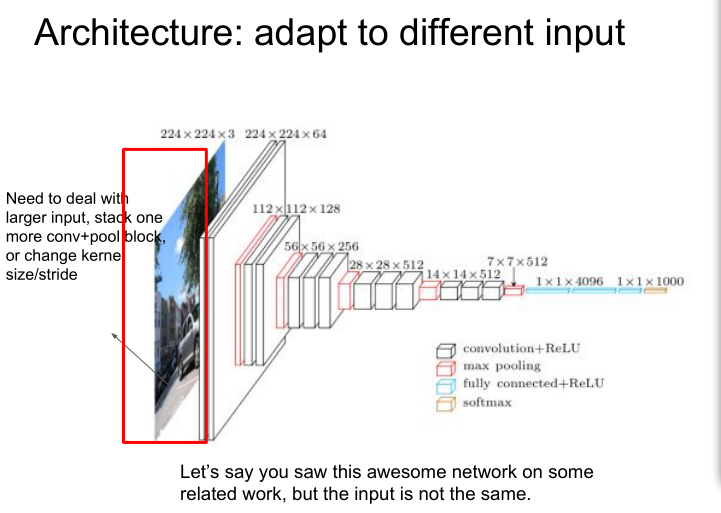 Architecture: adapt to different input
224×224×3 224×224×64
Need to deal with
larger input, stack one
more conv+pool block,
or change kernel
size/stride
112×112×128
56×56×256
28×28×512
14×14×512
7×7×512
1×1×4096 1×1×1000
convolution+ReLU
max pooling
fully connected+ReLU
softmax
Let's say you saw this awesome network on some
related work, but the input is not the same.